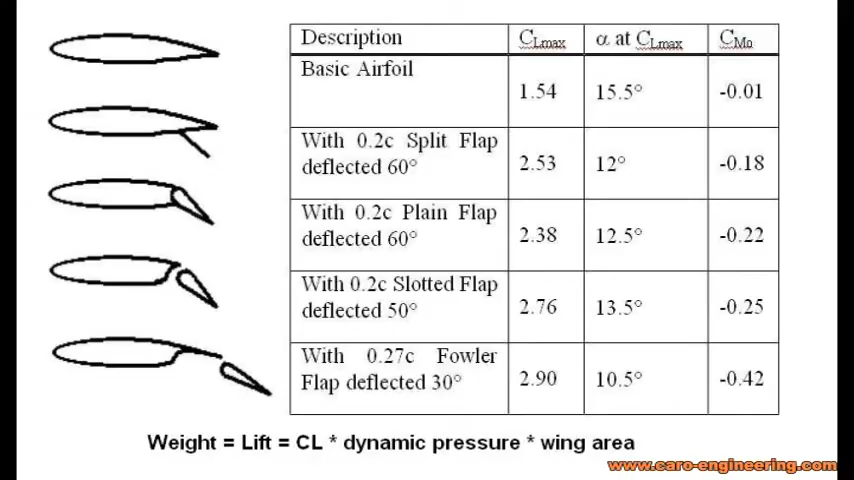 Description C_Lmax α at C_Lmax C_Mo
Basic Airfoil
1.54 15.5° -0.01
With 0.2c Split Flap
deflected 60° 2.53 12° -0.18
With 0.2c Plain Flap
deflected 60° 2.38 12.5° -0.22
With 0.2c Slotted Flap
deflected 50° 2.76 13.5° -0.25
With 0.27c Fowler
Flap deflected 30° 2.90 10.5° -0.42
Weight = Lift = CL * dynamic pressure * wing area
www.caro-engineering.com